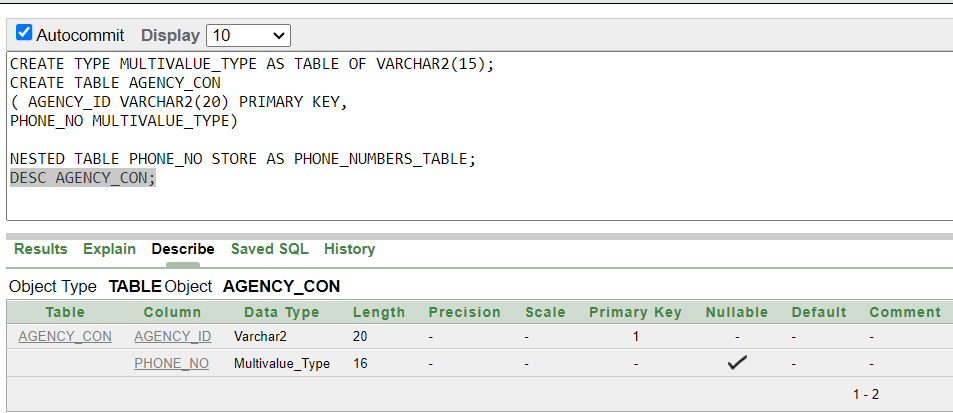 Autocommit Display 10
CREATE TYPE MULTIVALUE_TYPE AS TABLE OF VARCHAR2(15);
CREATE TABLE AGENCY_CON
( AGENCY_ID VARCHAR2(20) PRIMARY KEY,
PHONE_NO MULTIVALUE_TYPE)
NESTED TABLE PHONE_NO STORE AS PHONE_NUMBERS_TABLE;
DESC AGENCY_CON;
Results Explain Describe Saved SQL History
Object Type TABLE Object AGENCY_CON
Table Column Data Type Length Precision Scale Primary Key Nullable Default Comment
AGENCY_CON AGENCY_ID Varchar2 20 - - 1 - - -
PHONE_NO Multivalue_Type 16 - - - ✓ - -
1 - 2